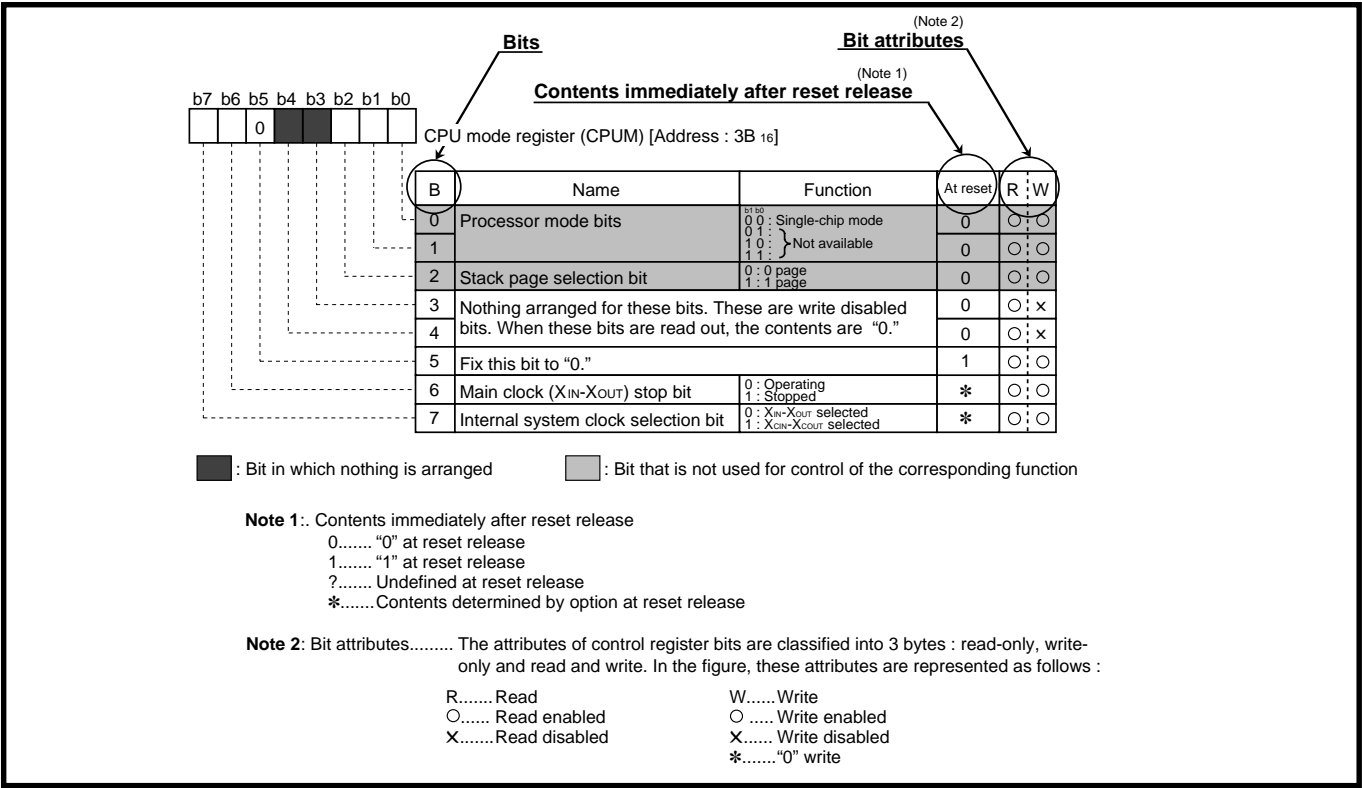 (Note 2)
Bits
Bit attributes
(Note 1)
Contents immediately after reset release
b7 b6 b5 b4 b3 b2 b1 b0
0
CPU mode register (CPUM) [Address : 3B 16]
B Name Function At reset R W
0 Processor mode bits b1 b0
0 0 : Single-chip mode 0 ○ ○
0 1 :
1 0 : } Not available
1 1 :
1 0 ○ ○
2 Stack page selection bit 0 : 0 page
1 : 1 page 0 ○ ○
3 Nothing arranged for these bits. These are write disabled 0 ○ ×
4 bits. When these bits are read out, the contents are “0.” 0 ○ ×
5 Fix this bit to “0.” 1 ○ ○
6 Main clock (XIN-XOUT) stop bit 0 : Operating
1 : Stopped ✻ ○ ○
7 Internal system clock selection bit 0 : XIN-XOUT selected
1 : XCIN-XCOUT selected ✻ ○ ○
: Bit in which nothing is arranged : Bit that is not used for control of the corresponding function
Note 1:. Contents immediately after reset release
0....... “0” at reset release
1....... “1” at reset release
?....... Undefined at reset release
✻.......Contents determined by option at reset release
Note 2: Bit attributes......... The attributes of control register bits are classified into 3 bytes : read-only, write-
only and read and write. In the figure, these attributes are represented as follows :
R.......Read W......Write
○...... Read enabled ○ ..... Write enabled
×.......Read disabled ×...... Write disabled
✻.......“0” write